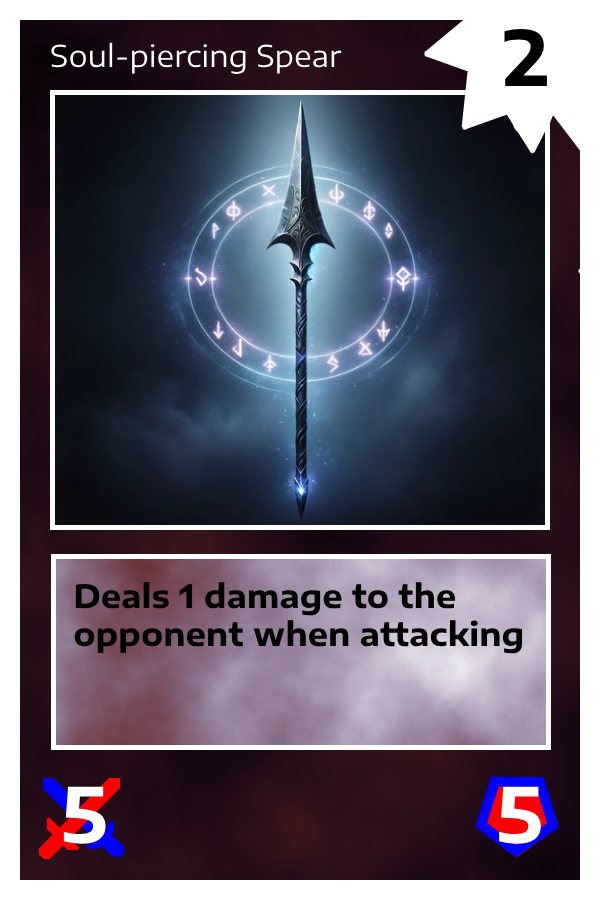 Soul-piercing Spear
2
Deals 1 damage to the
opponent when attacking
5
5